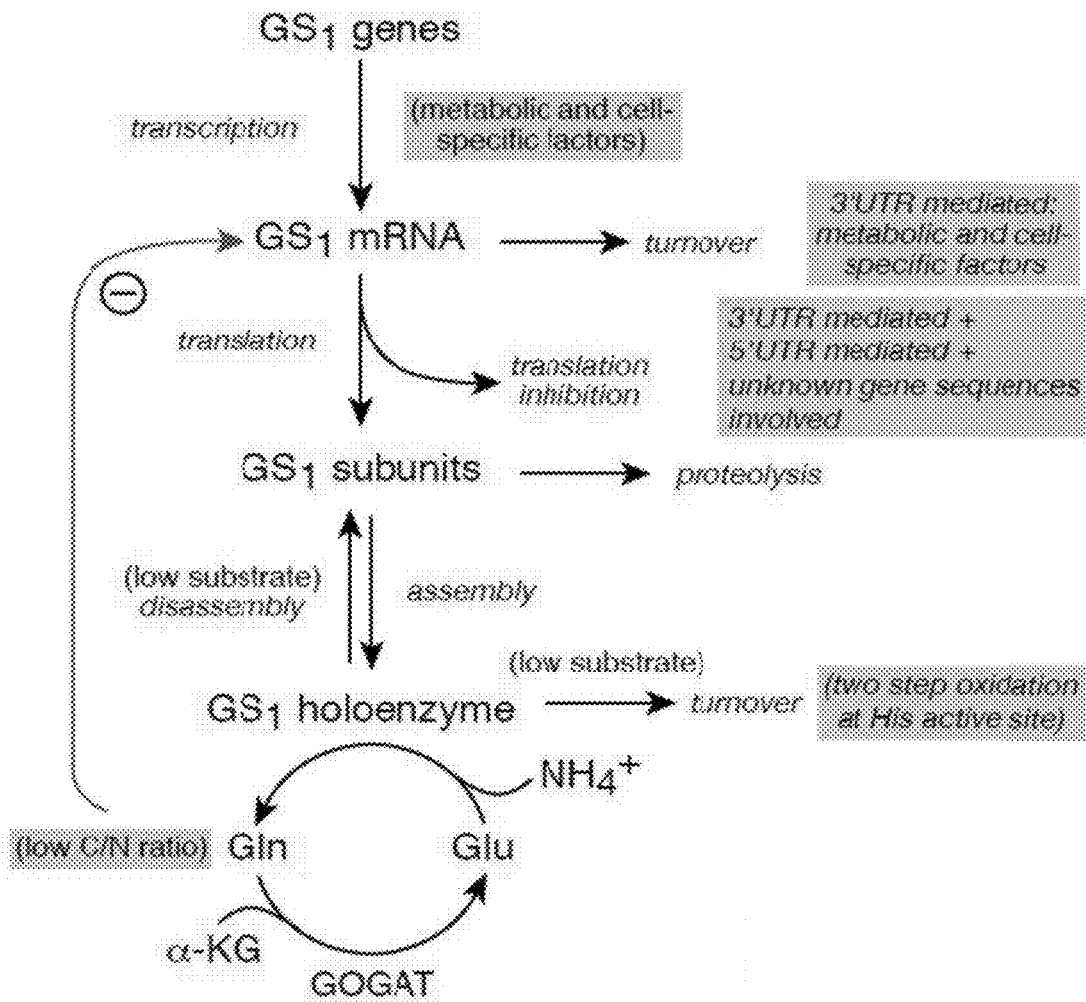 GS1 genes
transcription
(metabolic and cell-
specific factors)
GS1 mRNA
turnover
3'UTR mediated:
metabolic and cell-
specific factors
translation
translation
inhibition
3'UTR mediated +
5'UTR mediated +
unknown gene sequences
involved
GS1 subunits
proteolysis
(low substrate)
disassembly
assembly
GS1 holoenzyme
(low substrate)
turnover
(two step oxidation
at His active site)
NH4+
(low C/N ratio) Gln
Glu
α-KG
GOGAT